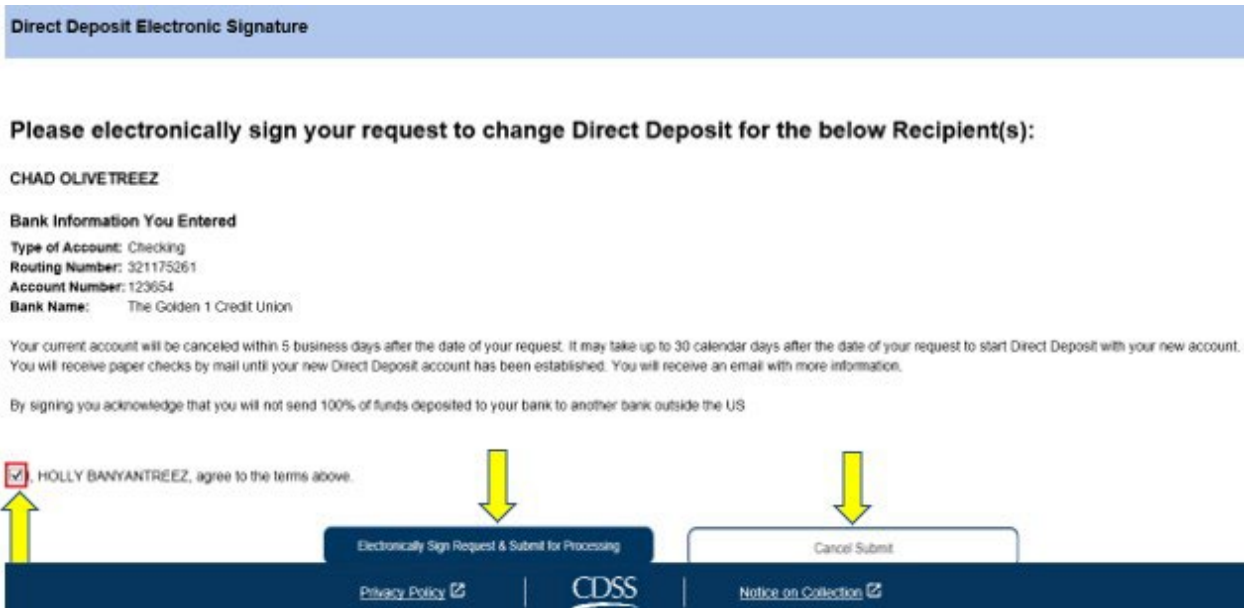 Direct Deposit Electronic Signature
Please electronically sign your request to change Direct Deposit for the below Recipient(s):
CHAD OLIVETREEZ
Bank Information You Entered
Type of Account: Checking
Routing Number: 321175261
Account Number: 123654
Bank Name: The Golden 1 Credit Union
Your current account will be canceled within 5 business days after the date of your request. It may take up to 30 calendar days after the date of your request to start Direct Deposit with your new account.
You will receive paper checks by mail until your new Direct Deposit account has been established. You will receive an email with more information.
By signing you acknowledge that you will not send 100% of funds deposited to your bank to another bank outside the US
, HOLLY BANYANTREEZ, agree to the terms above.
Electronically Sign Request & Submit for Processing
Cancel Submit
Privacy Policy
CDSS
Notice on Collection